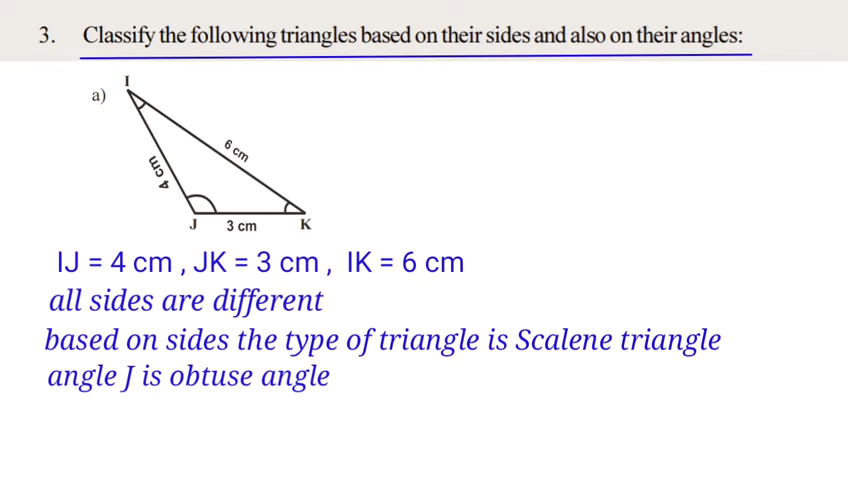 3. Classify the following triangles based on their sides and also on their angles:
I
a)
6 cm
4 cm
J 3 cm K
IJ = 4 cm , JK = 3 cm , IK = 6 cm
all sides are different
based on sides the type of triangle is Scalene triangle
angle J is obtuse angle